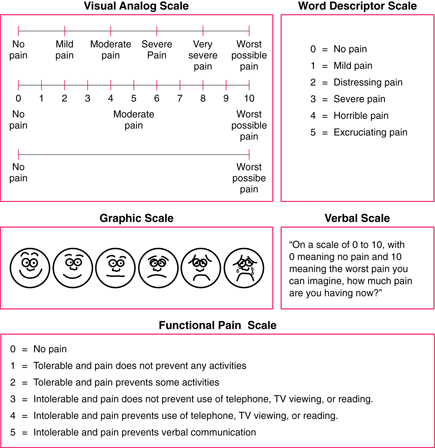 Visual Analog Scale
No pain
Mild pain
Moderate pain
Severe Pain
Very severe pain
Worst possible pain
0 1 2 3 4 5 6 7 8 9 10
No pain
Moderate pain
Worst possible pain
No pain
Worst possibe pain
Word Descriptor Scale
0 = No pain
1 = Mild pain
2 = Distressing pain
3 = Severe pain
4 = Horrible pain
5 = Excruciating pain
Graphic Scale
Verbal Scale
“On a scale of 0 to 10, with
0 meaning no pain and 10
meaning the worst pain you
can imagine, how much pain
are you having now?”
Functional Pain Scale
0 = No pain
1 = Tolerable and pain does not prevent any activities
2 = Tolerable and pain prevents some activities
3 = Intolerable and pain does not prevent use of telephone, TV viewing, or reading.
4 = Intolerable and pain prevents use of telephone, TV viewing, or reading.
5 = Intolerable and pain prevents verbal communication